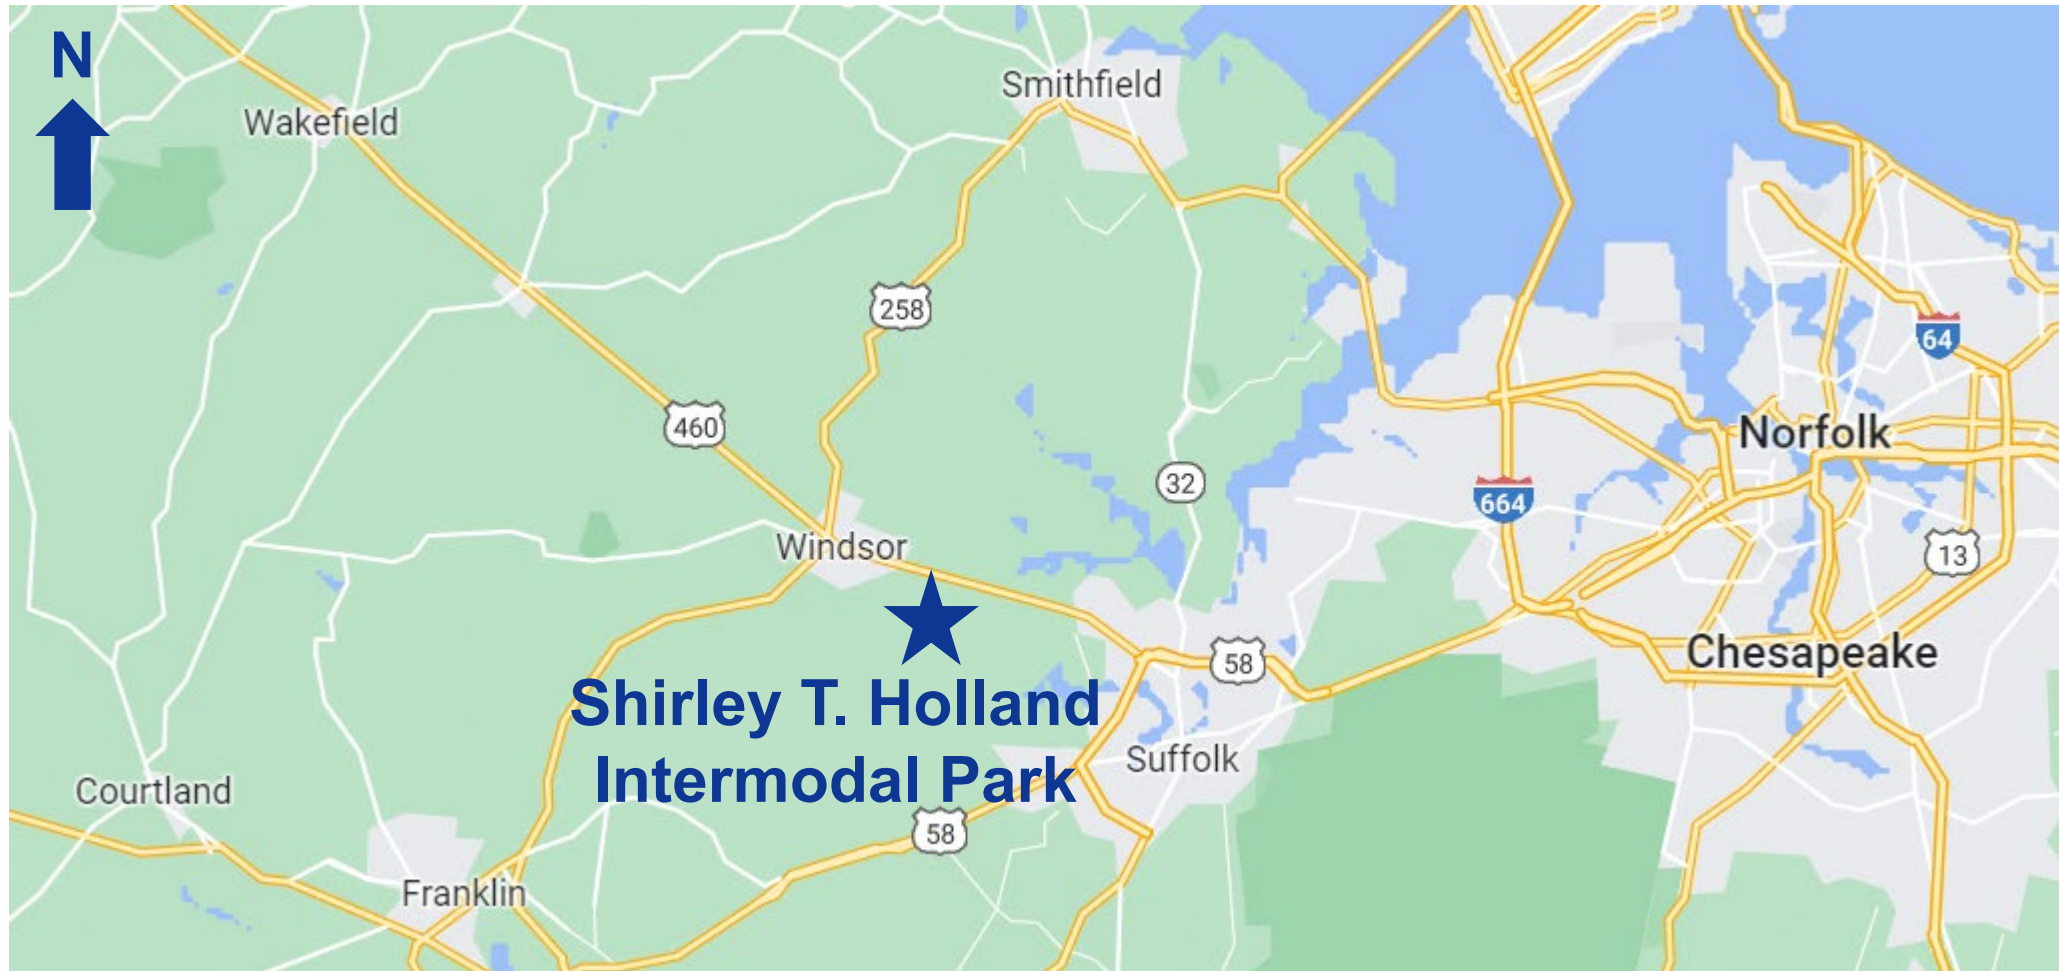 N
Smithfield
Wakefield
258
64
460
Norfolk
32
664
Windsor
13
58
Chesapeake
Shirley T. Holland
Intermodal Park
Suffolk
Courtland
58
Franklin